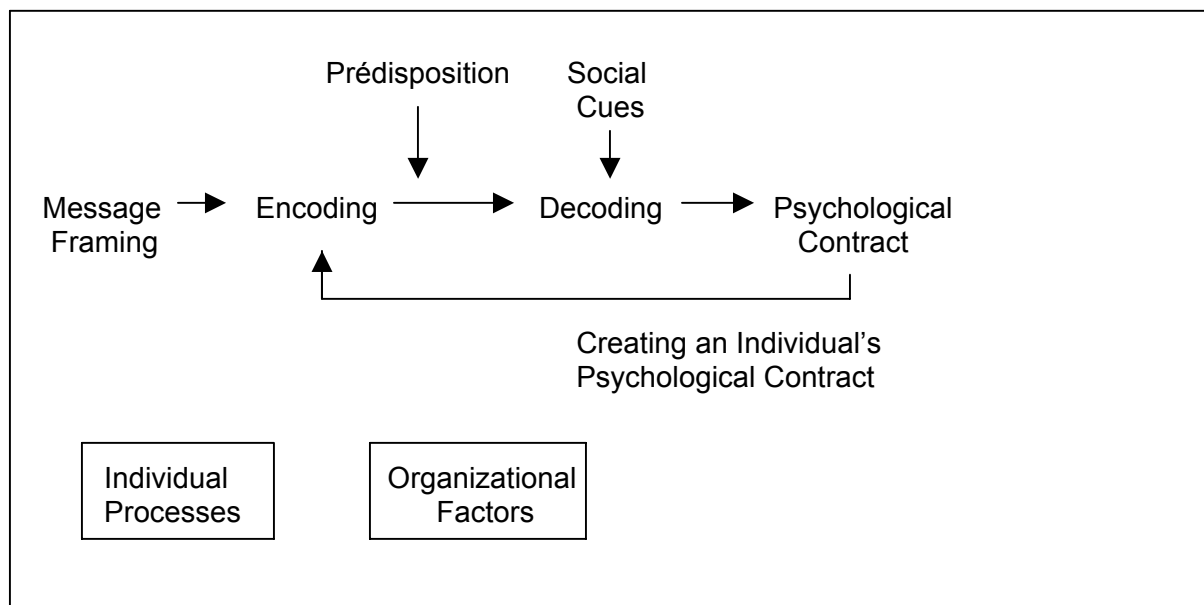 Prédisposition
Social
Cues
Message
Framing
Encoding
Decoding
Psychological
Contract
Creating an Individual’s
Psychological Contract
Individual
Processes
Organizational
Factors